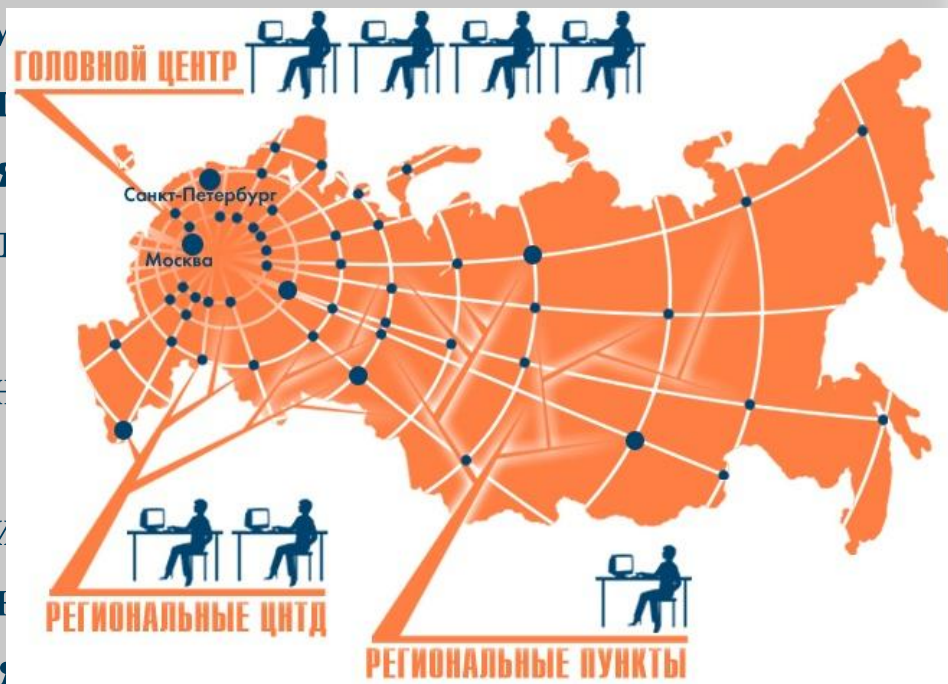 ГОЛОВНОЙ ЦЕНТР
Санкт-Петербург
Москва
РЕГИОНАЛЬНЫЕ ЦНТД
РЕГИОНАЛЬНЫЕ ПУНКТЫ